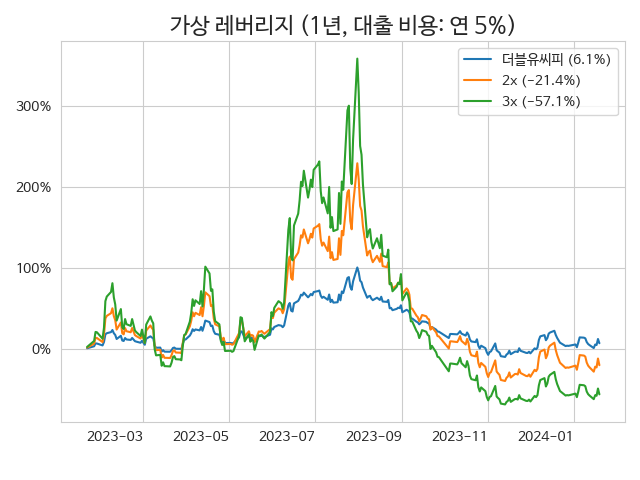 가상 레버리지 (1년, 대출 비용: 연 5%)
더블유씨피 (6.1%)
2x (-21.4%)
3x (-57.1%)
300%
200%
100%
0%
2023-03 2023-05 2023-07 2023-09 2023-11 2024-01